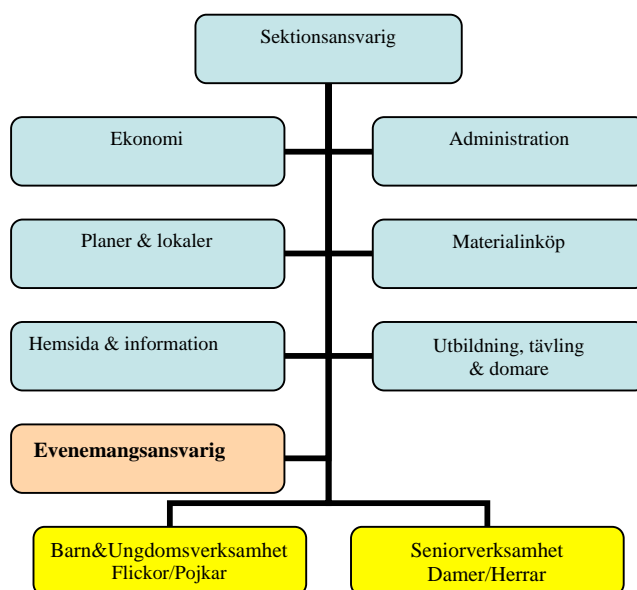 Sektionsansvarig
Ekonomi
Administration
Planer & lokaler
Materialinköp
Hemsida & information
Utbildning, tävling
& domare
Evenemangsansvarig
Barn&Ungdomsverksamhet
Flickor/Pojkar
Seniorverksamhet
Damer/Herrar